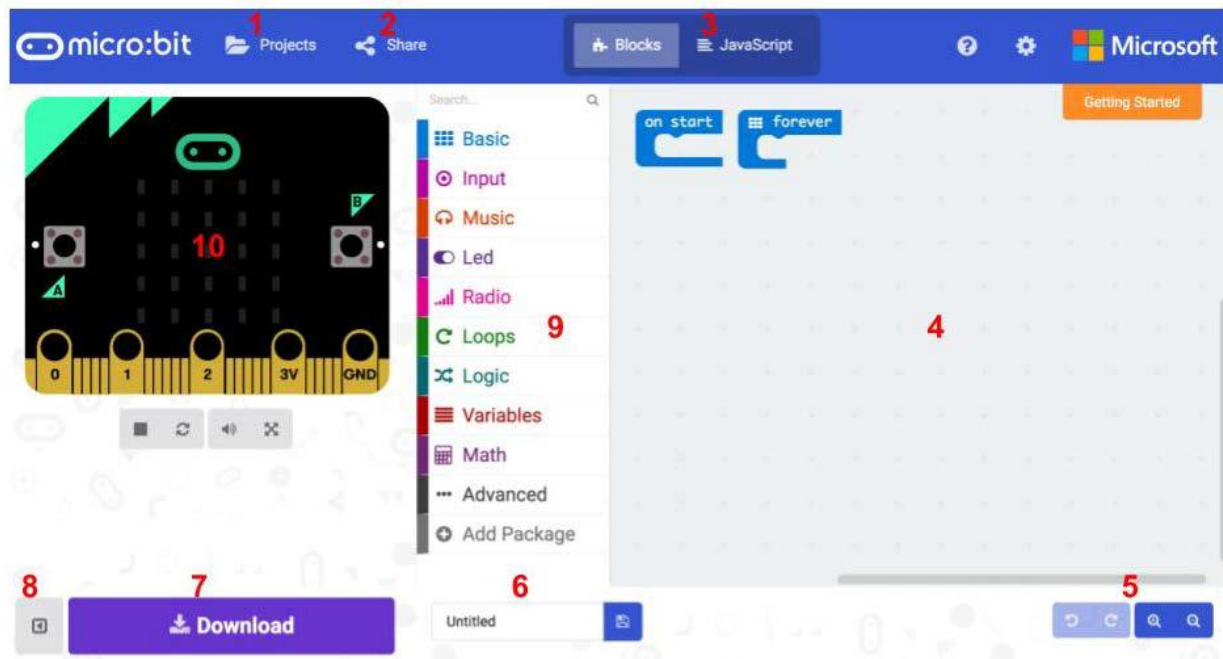 1 2 3
micro:bit Projects Share Blocks JavaScript Microsoft
Search... Getting Started
on start forever
Basic
Input
B
Music
10
Led
A
Radio
9 4
Loops
0 1 2 3V GND
Logic
Variables
Math
Advanced
Add Package
8 7 6 5
Download Untitled